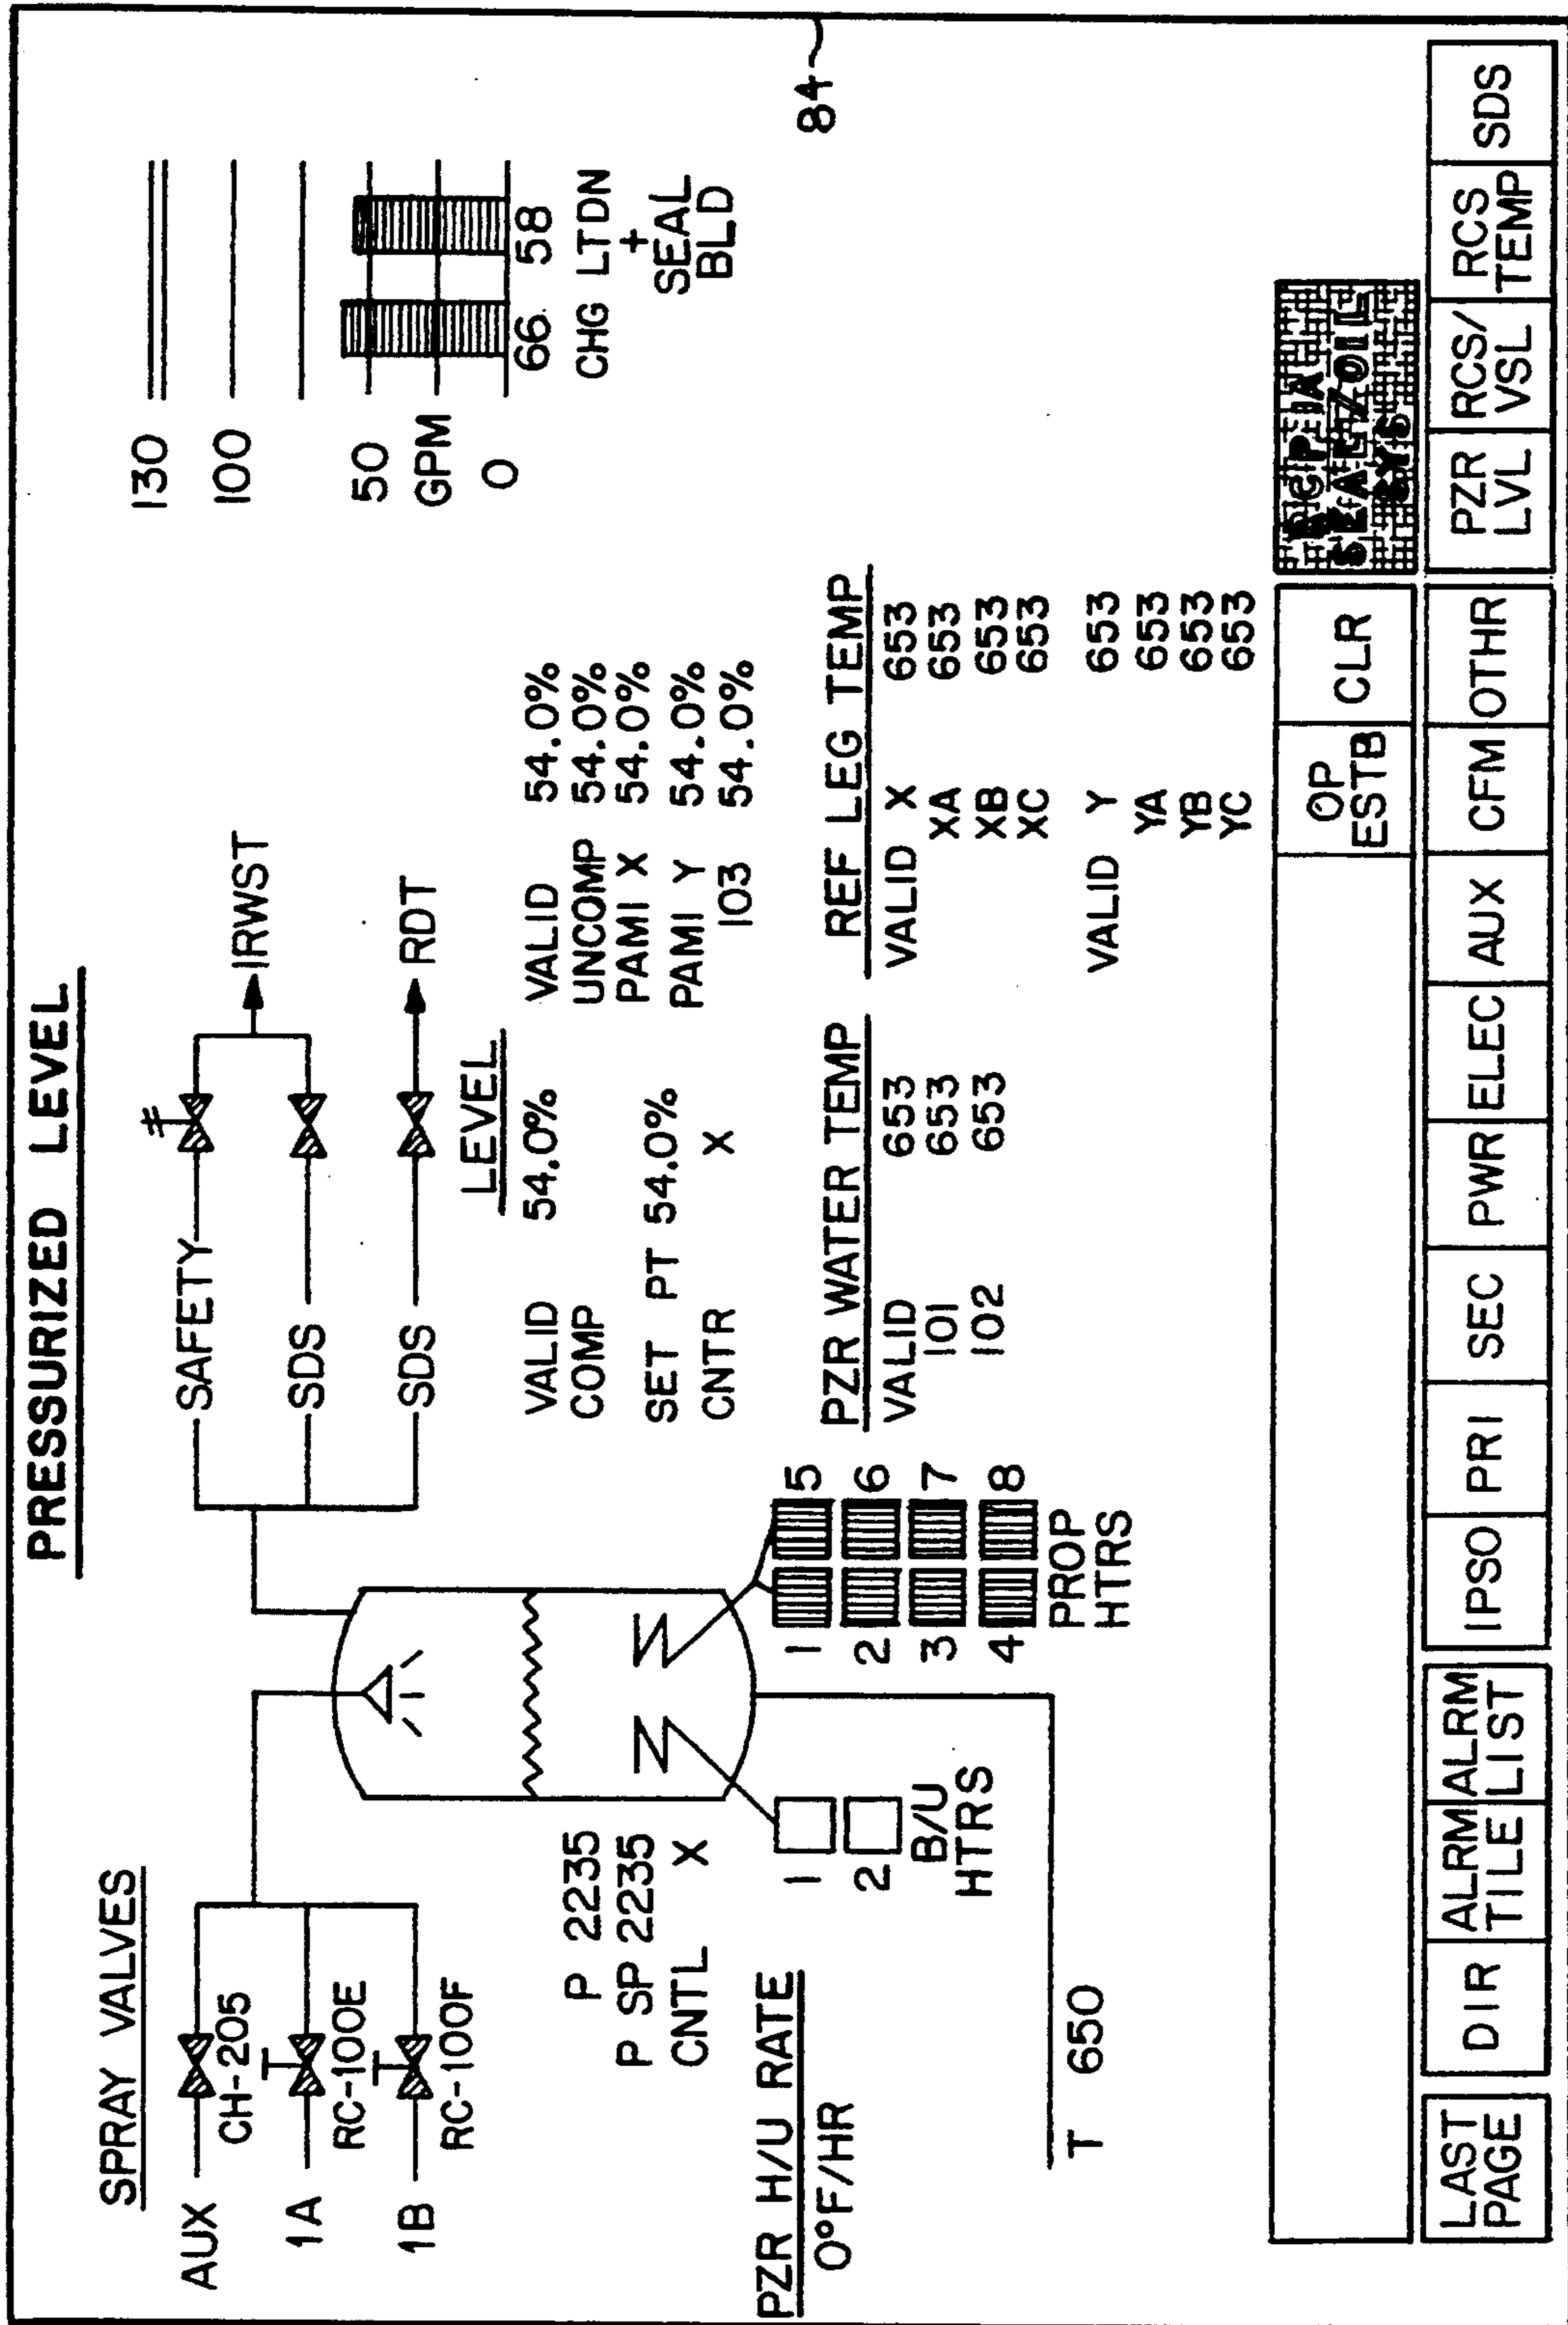 PRESSURIZED LEVEL
SPRAY VALVES
AUX
CH-205
1A
RC-100E
1B
RC-100F
SAFETY
SDS
SDS
IRWST
RDT
130
100
50
GPM
0
66
58
CHG LTDN
+
SEAL
BLD
84
P 2235
P SP 2235
CNTL X
PZR H/U RATE
0°F/HR
T 650
1
2
B/U
HTRS
1 5
2 6
3 7
4 8
PROP
HTRS
LEVEL
VALID 54.0% VALID 54.0%
COMP UNCOMP 54.0%
PAMI X 54.0%
SET PT 54.0% PAMI Y 54.0%
CNTR X 103 54.0%
PZR WATER TEMP
VALID 653
101 653
102 653
REF LEG TEMP
VALID X 653
XA 653
XB 653
XC 653
VALID Y 653
YA 653
YB 653
YC 653
OP
ESTB
CLR
SEAL/OIL
SYS
LAST
PAGE
DIR
ALRM
TILE
ALRM
LIST
IPSO
PRI
SEC
PWR
ELEC
AUX
CFM
OTHR
PZR
LVL
RCS/
VSL
RCS
TEMP
SDS